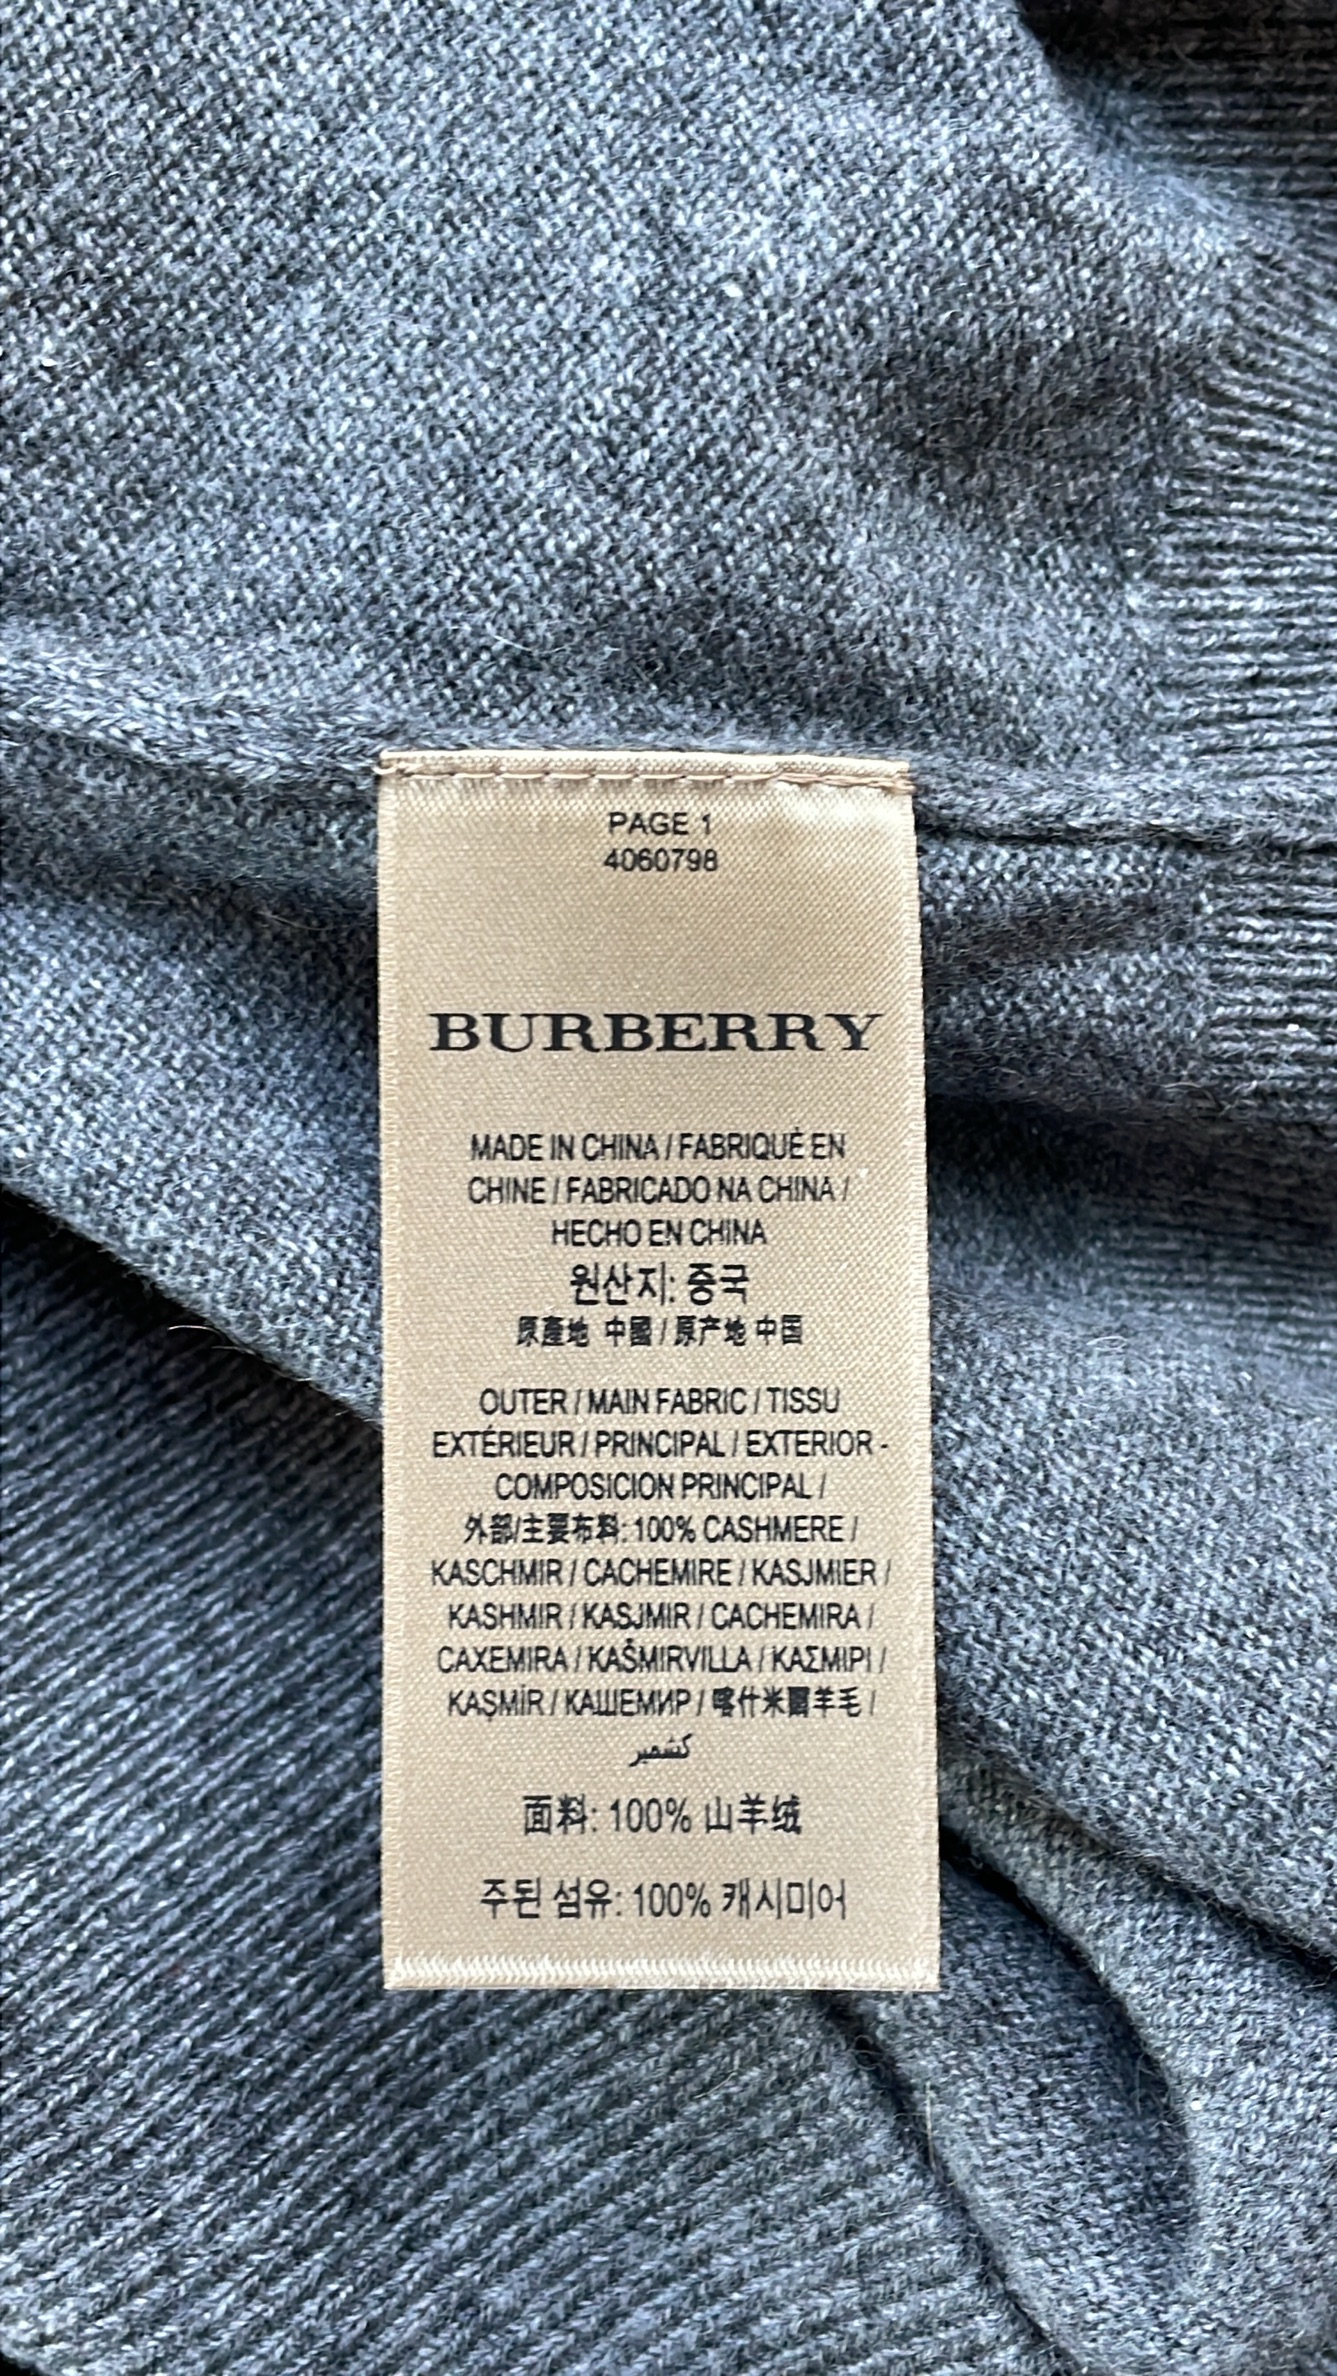 PAGE 1
4060798
BURBERRY
MADE IN CHINA / FABRIQUÉ EN
CHINE / FABRICADO NA CHINA /
HECHO EN CHINA
원산지: 중국
原產地 中國 / 原产地 中国
OUTER / MAIN FABRIC / TISSU
EXTÉRIEUR / PRINCIPAL / EXTERIOR -
COMPOSICION PRINCIPAL /
外部/主要布料: 100% CASHMERE /
KASCHMIR / CACHEMIRE / KASJMIER /
KASHMIR / KASJMIR / CACHEMIRA /
CAXEMIRA / KAŠMIRVILLA / ΚΑΣΜΙΡΙ /
KAŞMİR / КАШЕМИР / 喀什米爾羊毛 /
كشمير
面料: 100% 山羊绒
주된 섬유: 100% 캐시미어